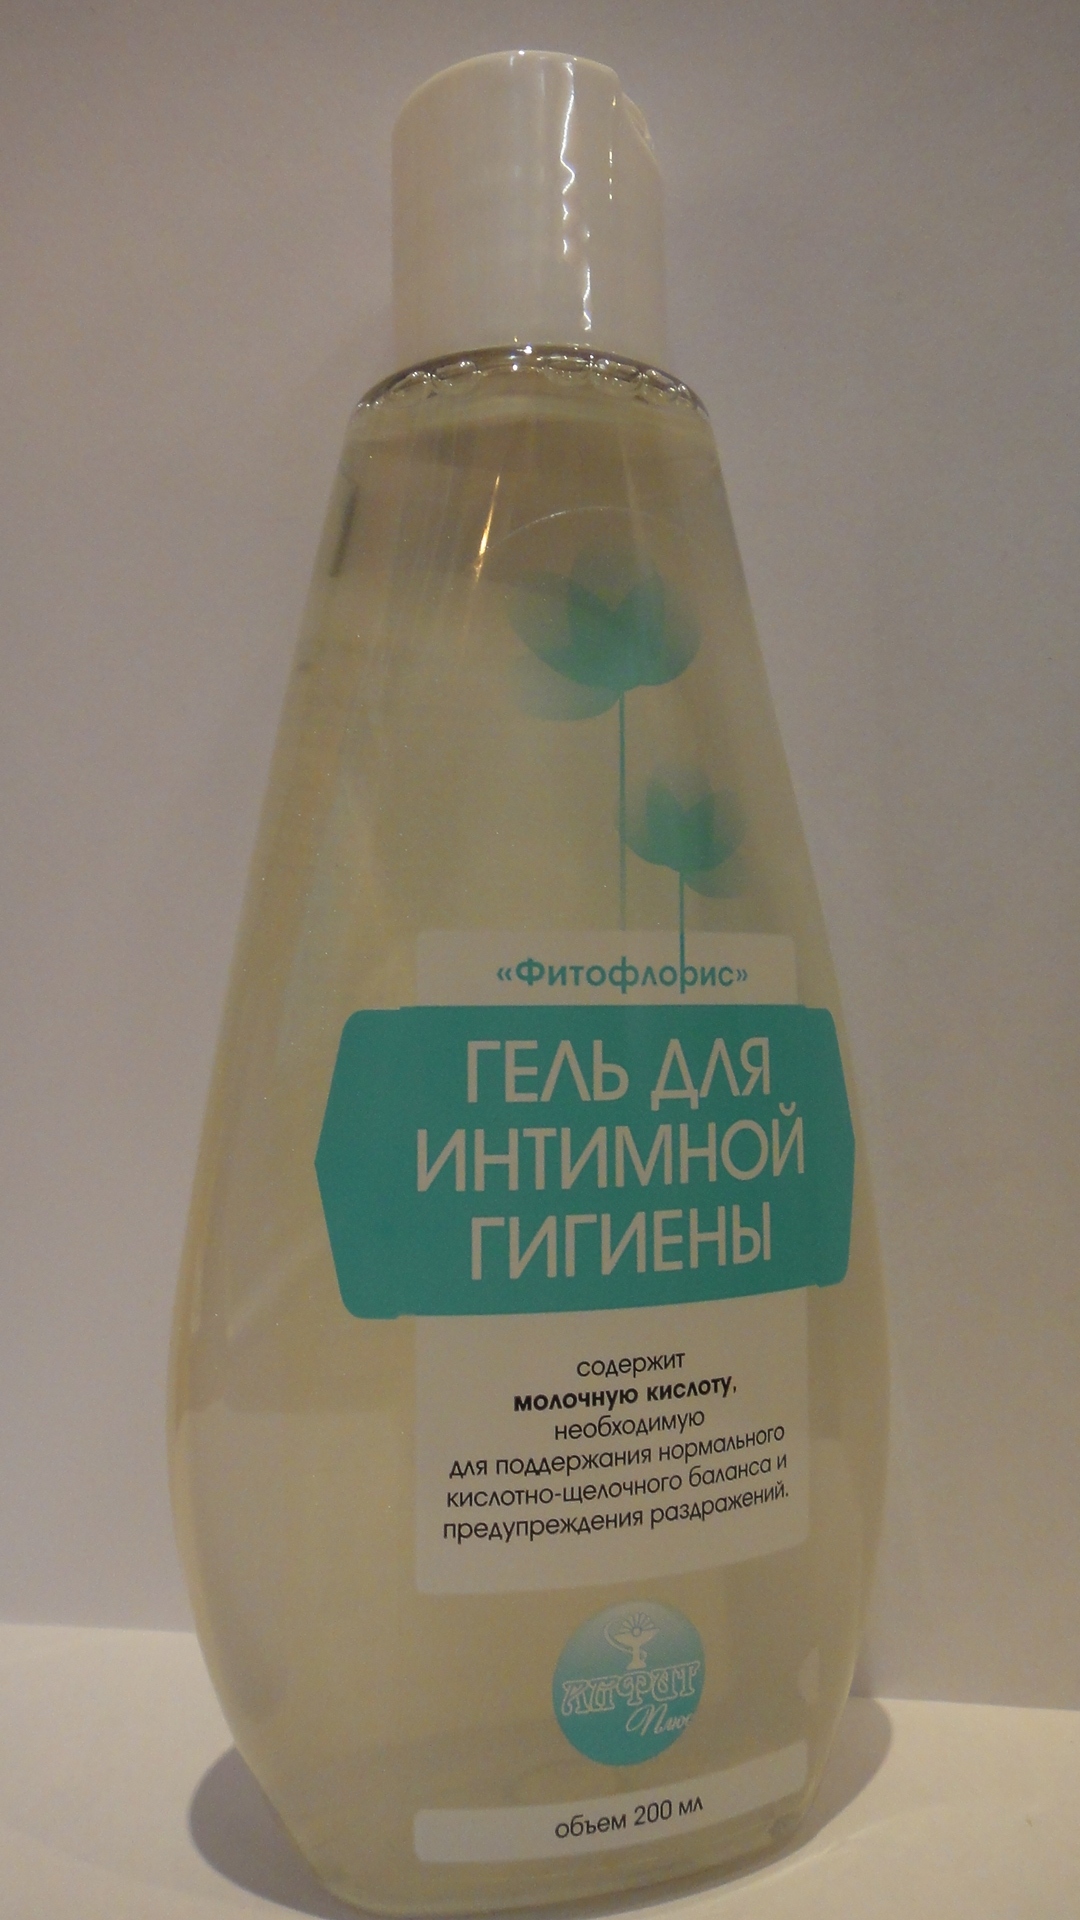 «Фитофлорис»
ГЕЛЬ ДЛЯ
ИНТИМНОЙ
ГИГИЕНЫ
содержит
молочную кислоту,
необходимую
для поддержания нормального
кислотно-щелочного баланса и
предупреждения раздражений.
Плюс
объем 200 мл